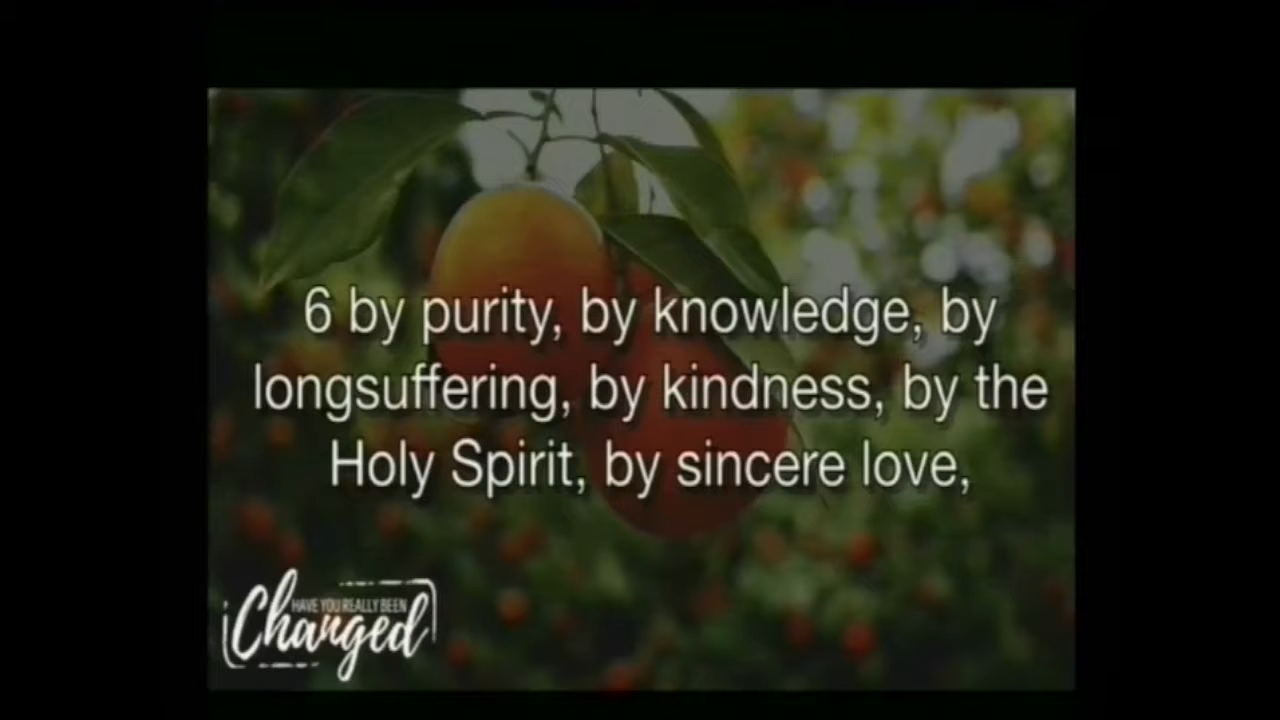 6 by purity, by knowledge, by
longsuffering, by kindness, by the
Holy Spirit, by sincere love,
HAVE YOU REALLY BEEN
Changed